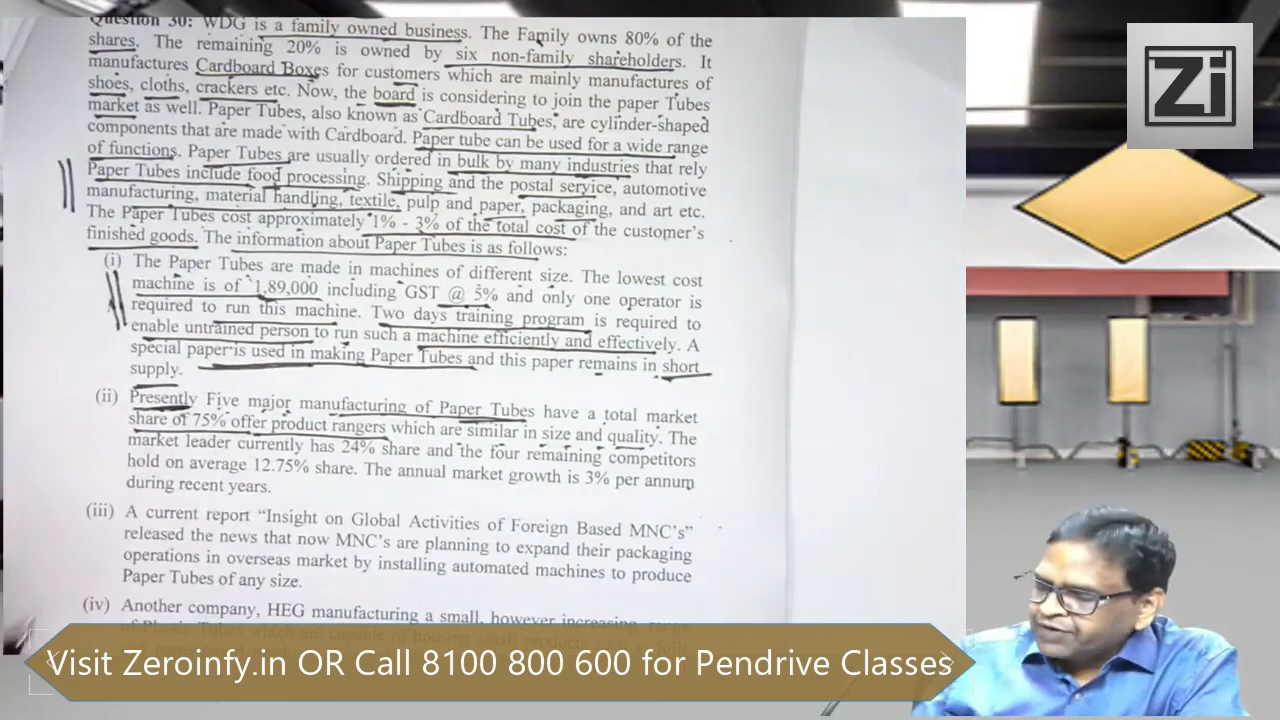 Question 30: WDG is a family owned business. The Family owns 80% of the
shares. The remaining 20% is owned by six non-family shareholders. It
manufactures Cardboard Boxes for customers which are mainly manufactures of
shoes, cloths, crackers etc. Now, the board is considering to join the paper Tubes
market as well. Paper Tubes, also known as Cardboard Tubes, are cylinder-shaped
components that are made with Cardboard. Paper tube can be used for a wide range
of functions. Paper Tubes are usually ordered in bulk by many industries that rely
Paper Tubes include food processing. Shipping and the postal service, automotive
manufacturing, material handling, textile, pulp and paper, packaging, and art etc.
The Paper Tubes cost approximately 1% - 3% of the total cost of the customer's
finished goods. The information about Paper Tubes is as follows:
(i) The Paper Tubes are made in machines of different size. The lowest cost
machine is of `1,89,000 including GST @ 5% and only one operator is
required to run this machine. Two days training program is required to
enable untrained person to run such a machine efficiently and effectively. A
special paper is used in making Paper Tubes and this paper remains in short
supply.
(ii) Presently Five major manufacturing of Paper Tubes have a total market
share of 75% offer product rangers which are similar in size and quality. The
market leader currently has 24% share and the four remaining competitors
hold on average 12.75% share. The annual market growth is 3% per annum
during recent years.
(iii) A current report "Insight on Global Activities of Foreign Based MNC's"
released the news that now MNC's are planning to expand their packaging
operations in overseas market by installing automated machines to produce
Paper Tubes of any size.
(iv) Another company, HEG manufacturing a small, however increasing, range
Visit Zeroinfy.in OR Call 8100 800 600 for Pendrive Classes
Zi